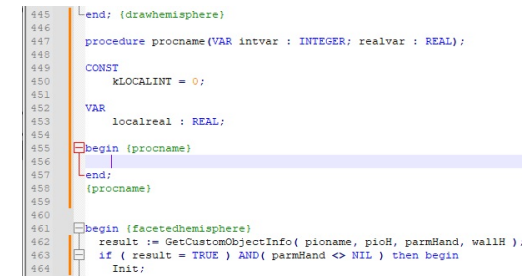 445 end; {drawhemisphere}
446
447 procedure procname(VAR intvar : INTEGER; realvar : REAL);
448
449 CONST
450 kLOCALINT = 0;
451
452 VAR
453 localreal : REAL;
454
455 begin {procname}
456
457 end;
458 {procname}
459
460
461 begin {facetedhemisphere}
462 result := GetCustomObjectInfo( pioname, pioH, parmHand, wallH ).
463 if ( result = TRUE ) AND( parmHand <> NIL ) then begin
464 Init;